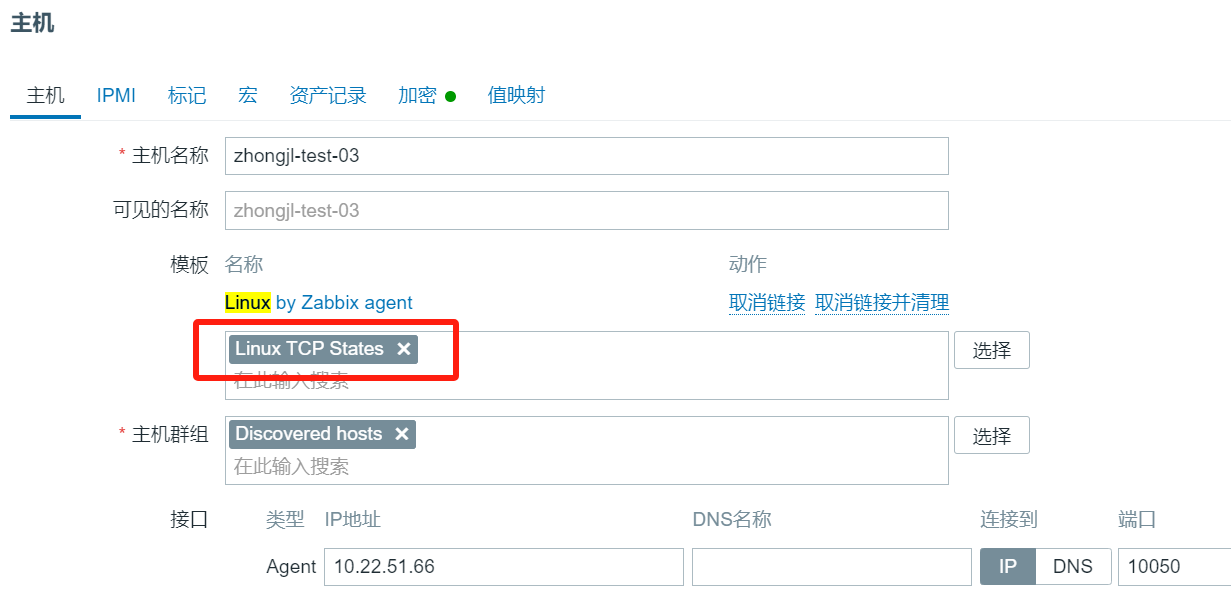 主机
主机 IPMI 标记 宏 资产记录 加密 值映射
* 主机名称 zhongjl-test-03
可见的名称 zhongjl-test-03
模板 名称 动作
Linux by Zabbix agent 取消链接 取消链接并清理
Linux TCP States × 选择
在此输入搜索
* 主机群组 Discovered hosts × 选择
在此输入搜索
接口 类型 IP地址 DNS名称 连接到 端口
Agent 10.22.51.66 IP DNS 10050